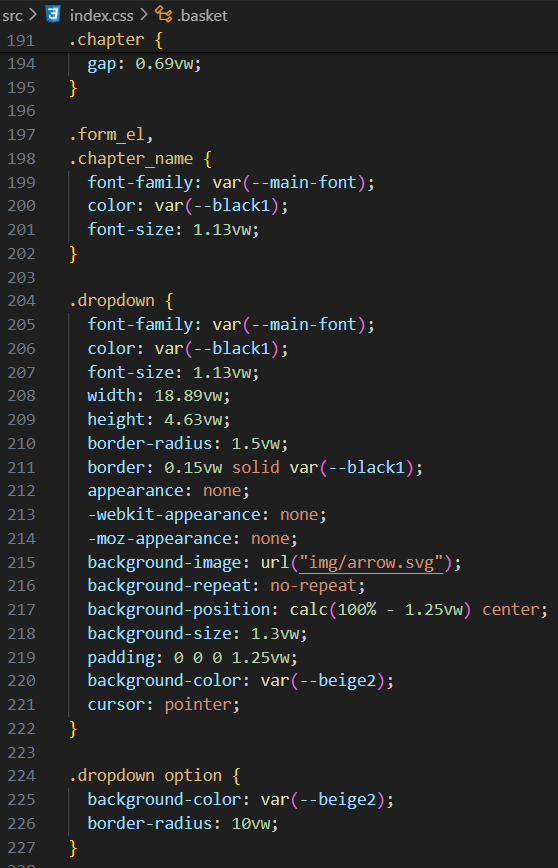 src > index.css > .basket
191 .chapter {
194 gap: 0.69vw;
195 }
196
197 .form_el,
198 .chapter_name {
199 font-family: var(--main-font);
200 color: var(--black1);
201 font-size: 1.13vw;
202 }
203
204 .dropdown {
205 font-family: var(--main-font);
206 color: var(--black1);
207 font-size: 1.13vw;
208 width: 18.89vw;
209 height: 4.63vw;
210 border-radius: 1.5vw;
211 border: 0.15vw solid var(--black1);
212 appearance: none;
213 -webkit-appearance: none;
214 -moz-appearance: none;
215 background-image: url("img/arrow.svg");
216 background-repeat: no-repeat;
217 background-position: calc(100% - 1.25vw) center;
218 background-size: 1.3vw;
219 padding: 0 0 0 1.25vw;
220 background-color: var(--beige2);
221 cursor: pointer;
222 }
223
224 .dropdown option {
225 background-color: var(--beige2);
226 border-radius: 10vw;
227 }